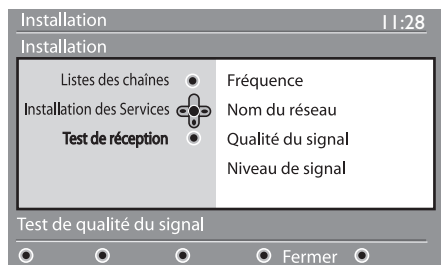 Installation 11:28
Installation
Listes des chaînes
Installation des Services
Test de réception
Fréquence
Nom du réseau
Qualité du signal
Niveau de signal
Test de qualité du signal
Fermer